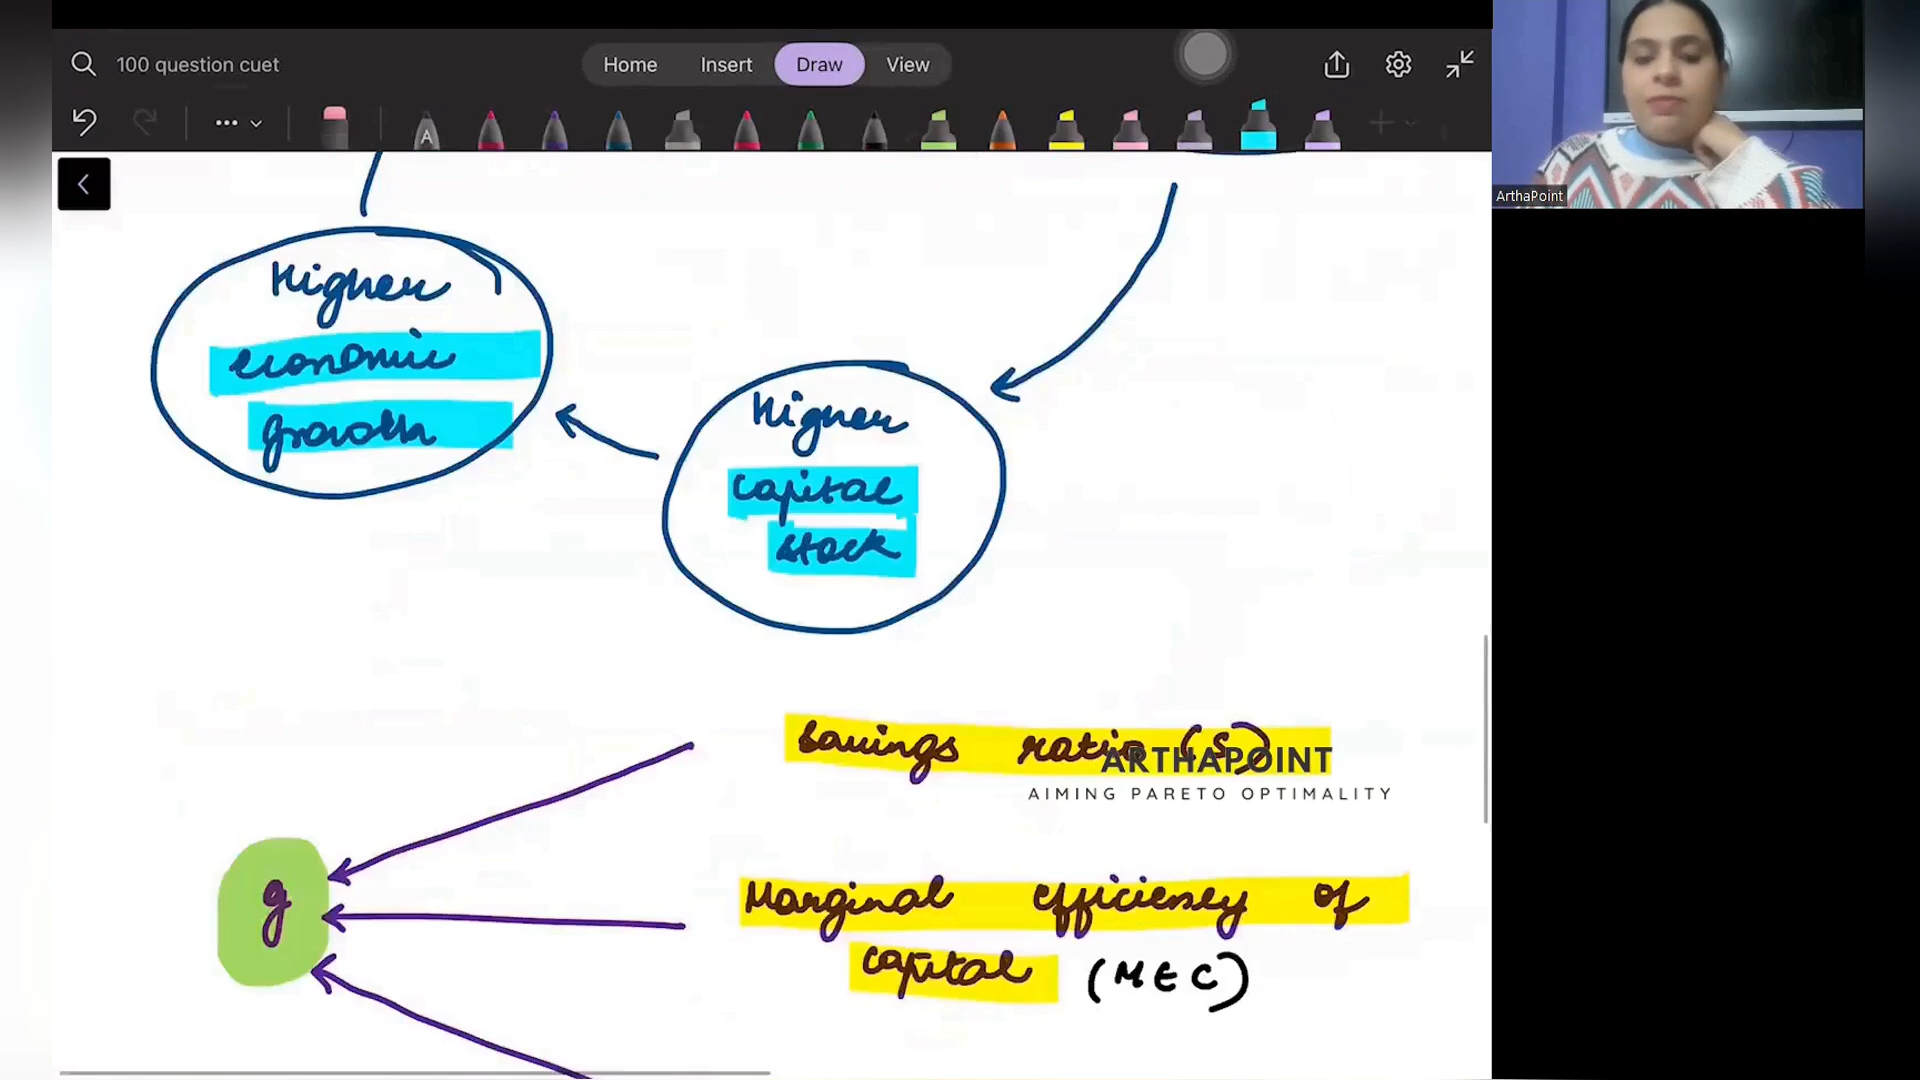 100 question cuet
Home Insert Draw View
A
ArthaPoint
Higher
economic
growth
Higher
capital
stock
savings ratio (s)
ARTHAPOINT
AIMING PARETO OPTIMALITY
g
Marginal efficiency of
capital (MEC)